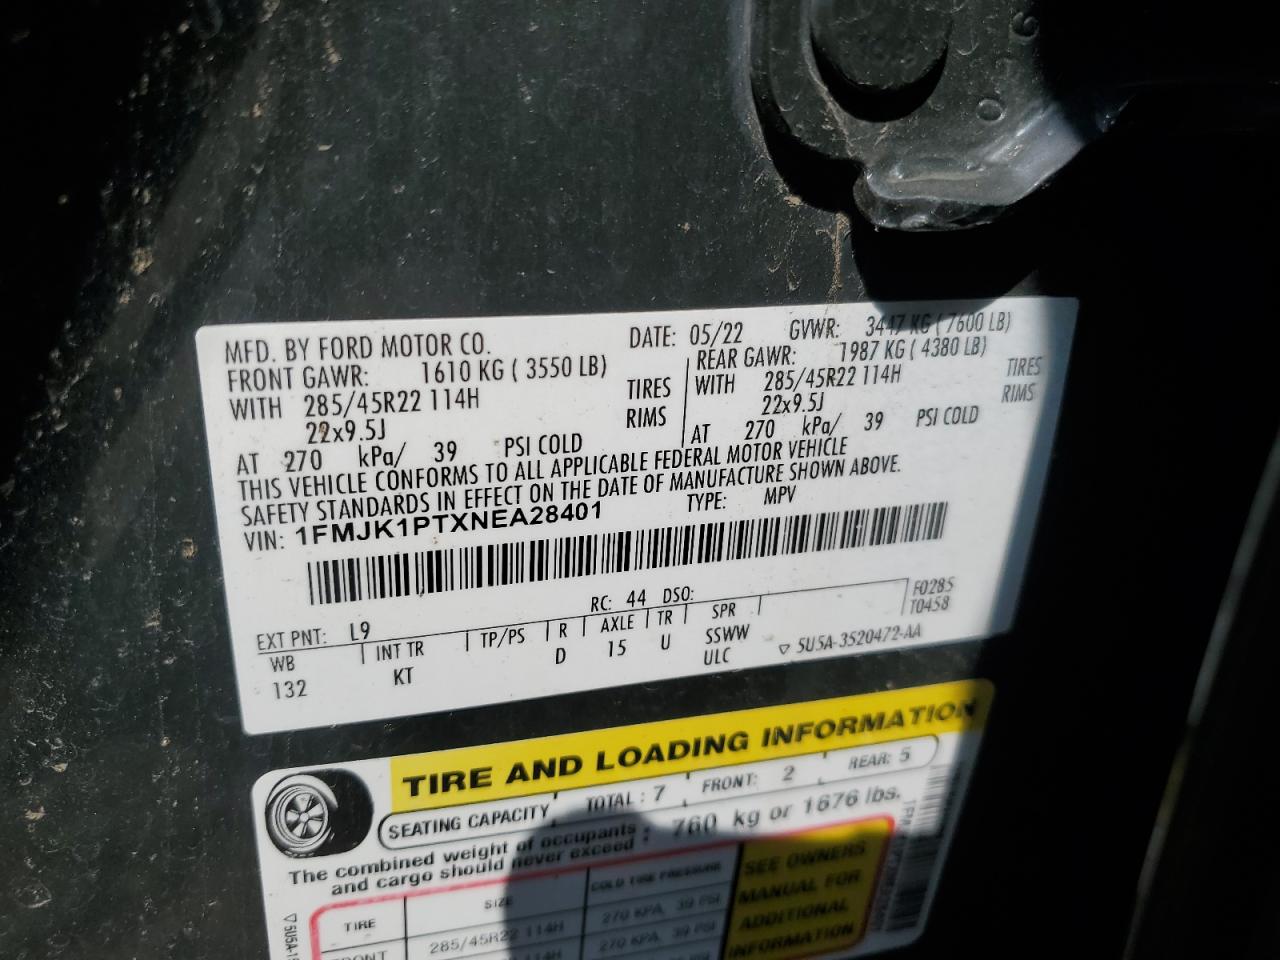 MFD. BY FORD MOTOR CO. DATE: 05/22 GVWR: 3447 KG ( 7600 LB)
FRONT GAWR: 1610 KG ( 3550 LB) REAR GAWR: 1987 KG ( 4380 LB)
WITH 285/45R22 114H TIRES WITH 285/45R22 114H TIRES
22x9.5J RIMS 22x9.5J RIMS
AT 270 kPa/ 39 PSI COLD AT 270 kPa/ 39 PSI COLD
THIS VEHICLE CONFORMS TO ALL APPLICABLE FEDERAL MOTOR VEHICLE
SAFETY STANDARDS IN EFFECT ON THE DATE OF MANUFACTURE SHOWN ABOVE.
VIN: 1FMJK1PTXNEA28401 TYPE: MPV
EXT PNT: L9 RC: 44 DSO: F0285
T0458
WB INT TR TP/PS R AXLE TR SPR
132 KT D 15 U SSWW
ULC ▽ 5U5A-3520472-AA
TIRE AND LOADING INFORMATION
SEATING CAPACITY TOTAL : 7 FRONT: 2 REAR: 5
The combined weight of occupants : 760 kg or 1676 lbs.
and cargo should never exceed :
TIRE SIZE COLD TIRE PRESSURE SEE OWNERS
MANUAL FOR
ADDITIONAL
INFORMATION
FRONT 285/45R22 114H 270 KPA, 39 PSI
114H 270 KPA, 39 PSI